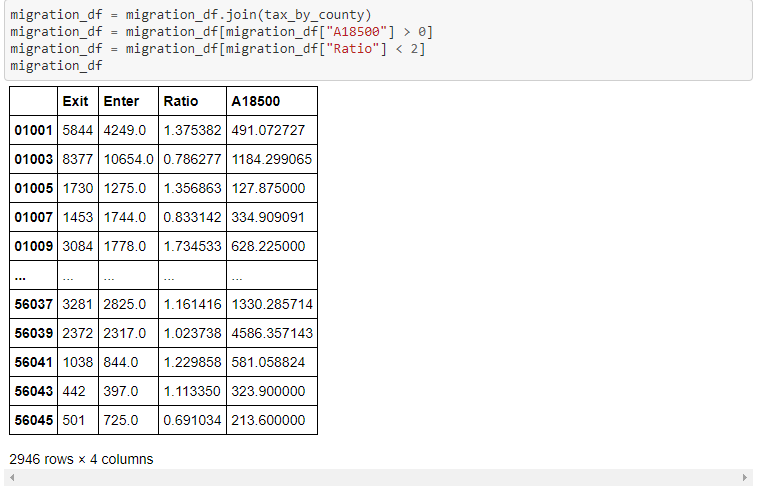 migration_df = migration_df.join(tax_by_county)
migration_df = migration_df[migration_df["A18500"] > 0]
migration_df = migration_df[migration_df["Ratio"] < 2]
migration_df
Exit Enter Ratio A18500
01001 5844 4249.0 1.375382 491.072727
01003 8377 10654.0 0.786277 1184.299065
01005 1730 1275.0 1.356863 127.875000
01007 1453 1744.0 0.833142 334.909091
01009 3084 1778.0 1.734533 628.225000
... ... ... ... ...
56037 3281 2825.0 1.161416 1330.285714
56039 2372 2317.0 1.023738 4586.357143
56041 1038 844.0 1.229858 581.058824
56043 442 397.0 1.113350 323.900000
56045 501 725.0 0.691034 213.600000
2946 rows × 4 columns